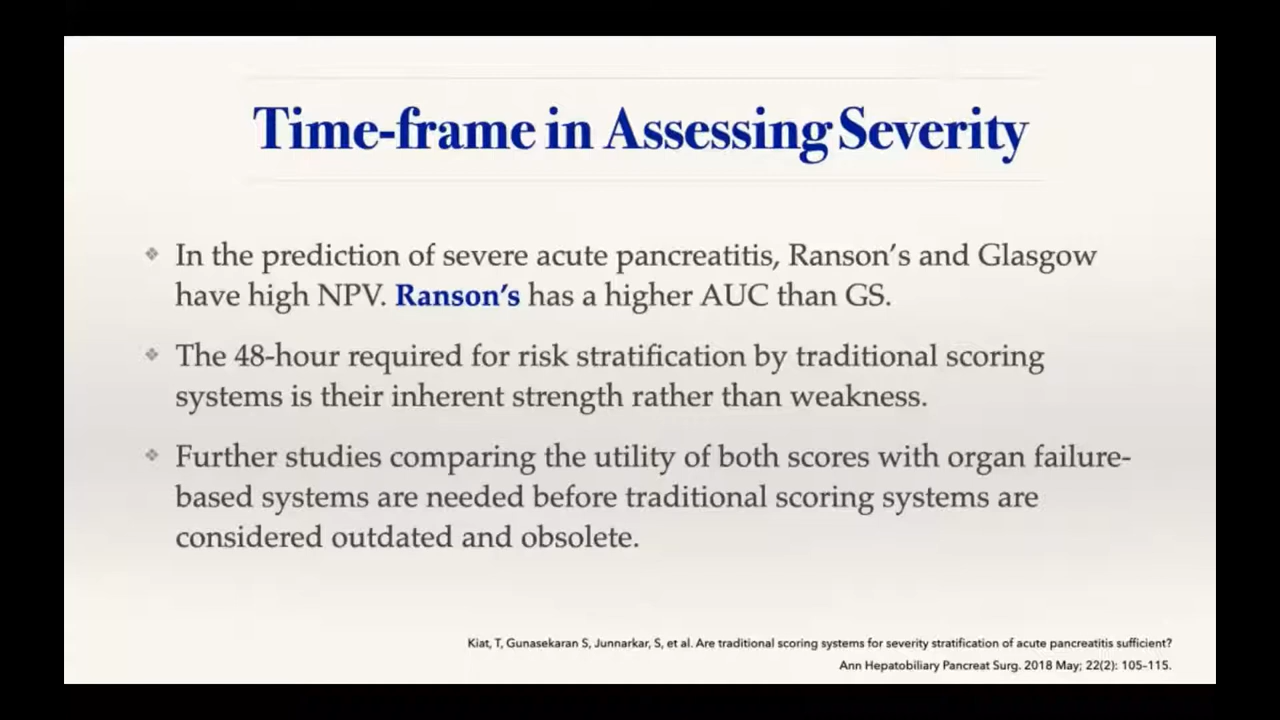 Time-frame in Assessing Severity
❖ In the prediction of severe acute pancreatitis, Ranson’s and Glasgow
have high NPV. Ranson’s has a higher AUC than GS.
❖ The 48-hour required for risk stratification by traditional scoring
systems is their inherent strength rather than weakness.
❖ Further studies comparing the utility of both scores with organ failure-
based systems are needed before traditional scoring systems are
considered outdated and obsolete.
Kiat, T, Gunasekaran S, Junnarkar, S, et al. Are traditional scoring systems for severity stratification of acute pancreatitis sufficient?
Ann Hepatobiliary Pancreat Surg. 2018 May; 22(2): 105–115.